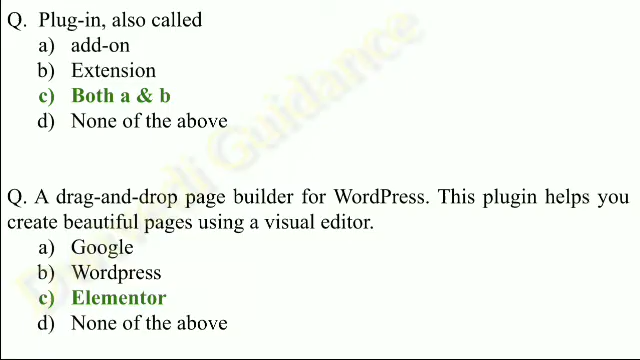 Q. Plug-in, also called
a) add-on
b) Extension
c) Both a & b
d) None of the above
Q. A drag-and-drop page builder for WordPress. This plugin helps you
create beautiful pages using a visual editor.
a) Google
b) Wordpress
c) Elementor
d) None of the above
Guidance